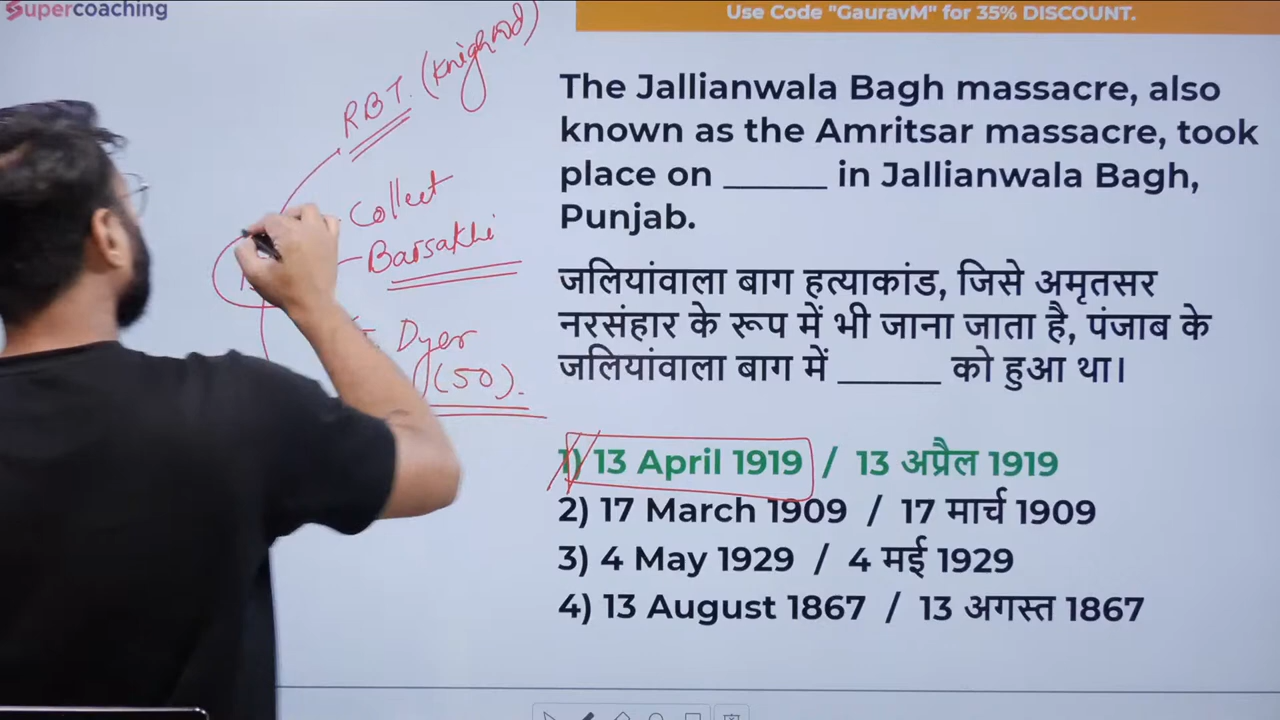 Supercoaching
Use Code "GauravM" for 35% DISCOUNT.
RBT. (Knighthood)
Collect
Barsakhi
Dyer
(50).
The Jallianwala Bagh massacre, also
known as the Amritsar massacre, took
place on ______ in Jallianwala Bagh,
Punjab.
जलियांवाला बाग हत्याकांड, जिसे अमृतसर
नरसंहार के रूप में भी जाना जाता है, पंजाब के
जलियांवाला बाग में ______ को हुआ था।
1) 13 April 1919 / 13 अप्रैल 1919
2) 17 March 1909 / 17 मार्च 1909
3) 4 May 1929 / 4 मई 1929
4) 13 August 1867 / 13 अगस्त 1867